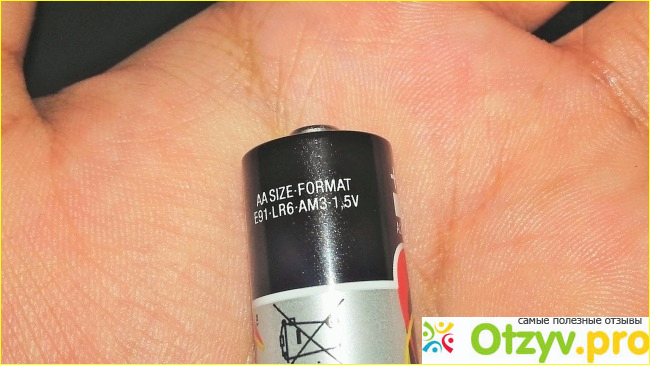 AA SIZE·FORMAT
E91·LR6·AM3·1,5V
самые полезные отзывы
Otzyv.pro